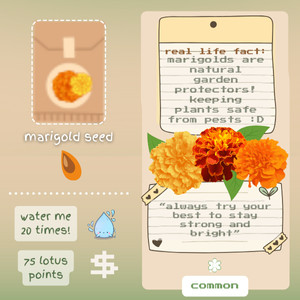 marigold seed
water me
20 times!
75 lotus
points
real life fact:
marigolds are
natural
garden
protectors!
keeping
plants safe
from pests :D
“always try your
best to stay
strong and
bright”
common